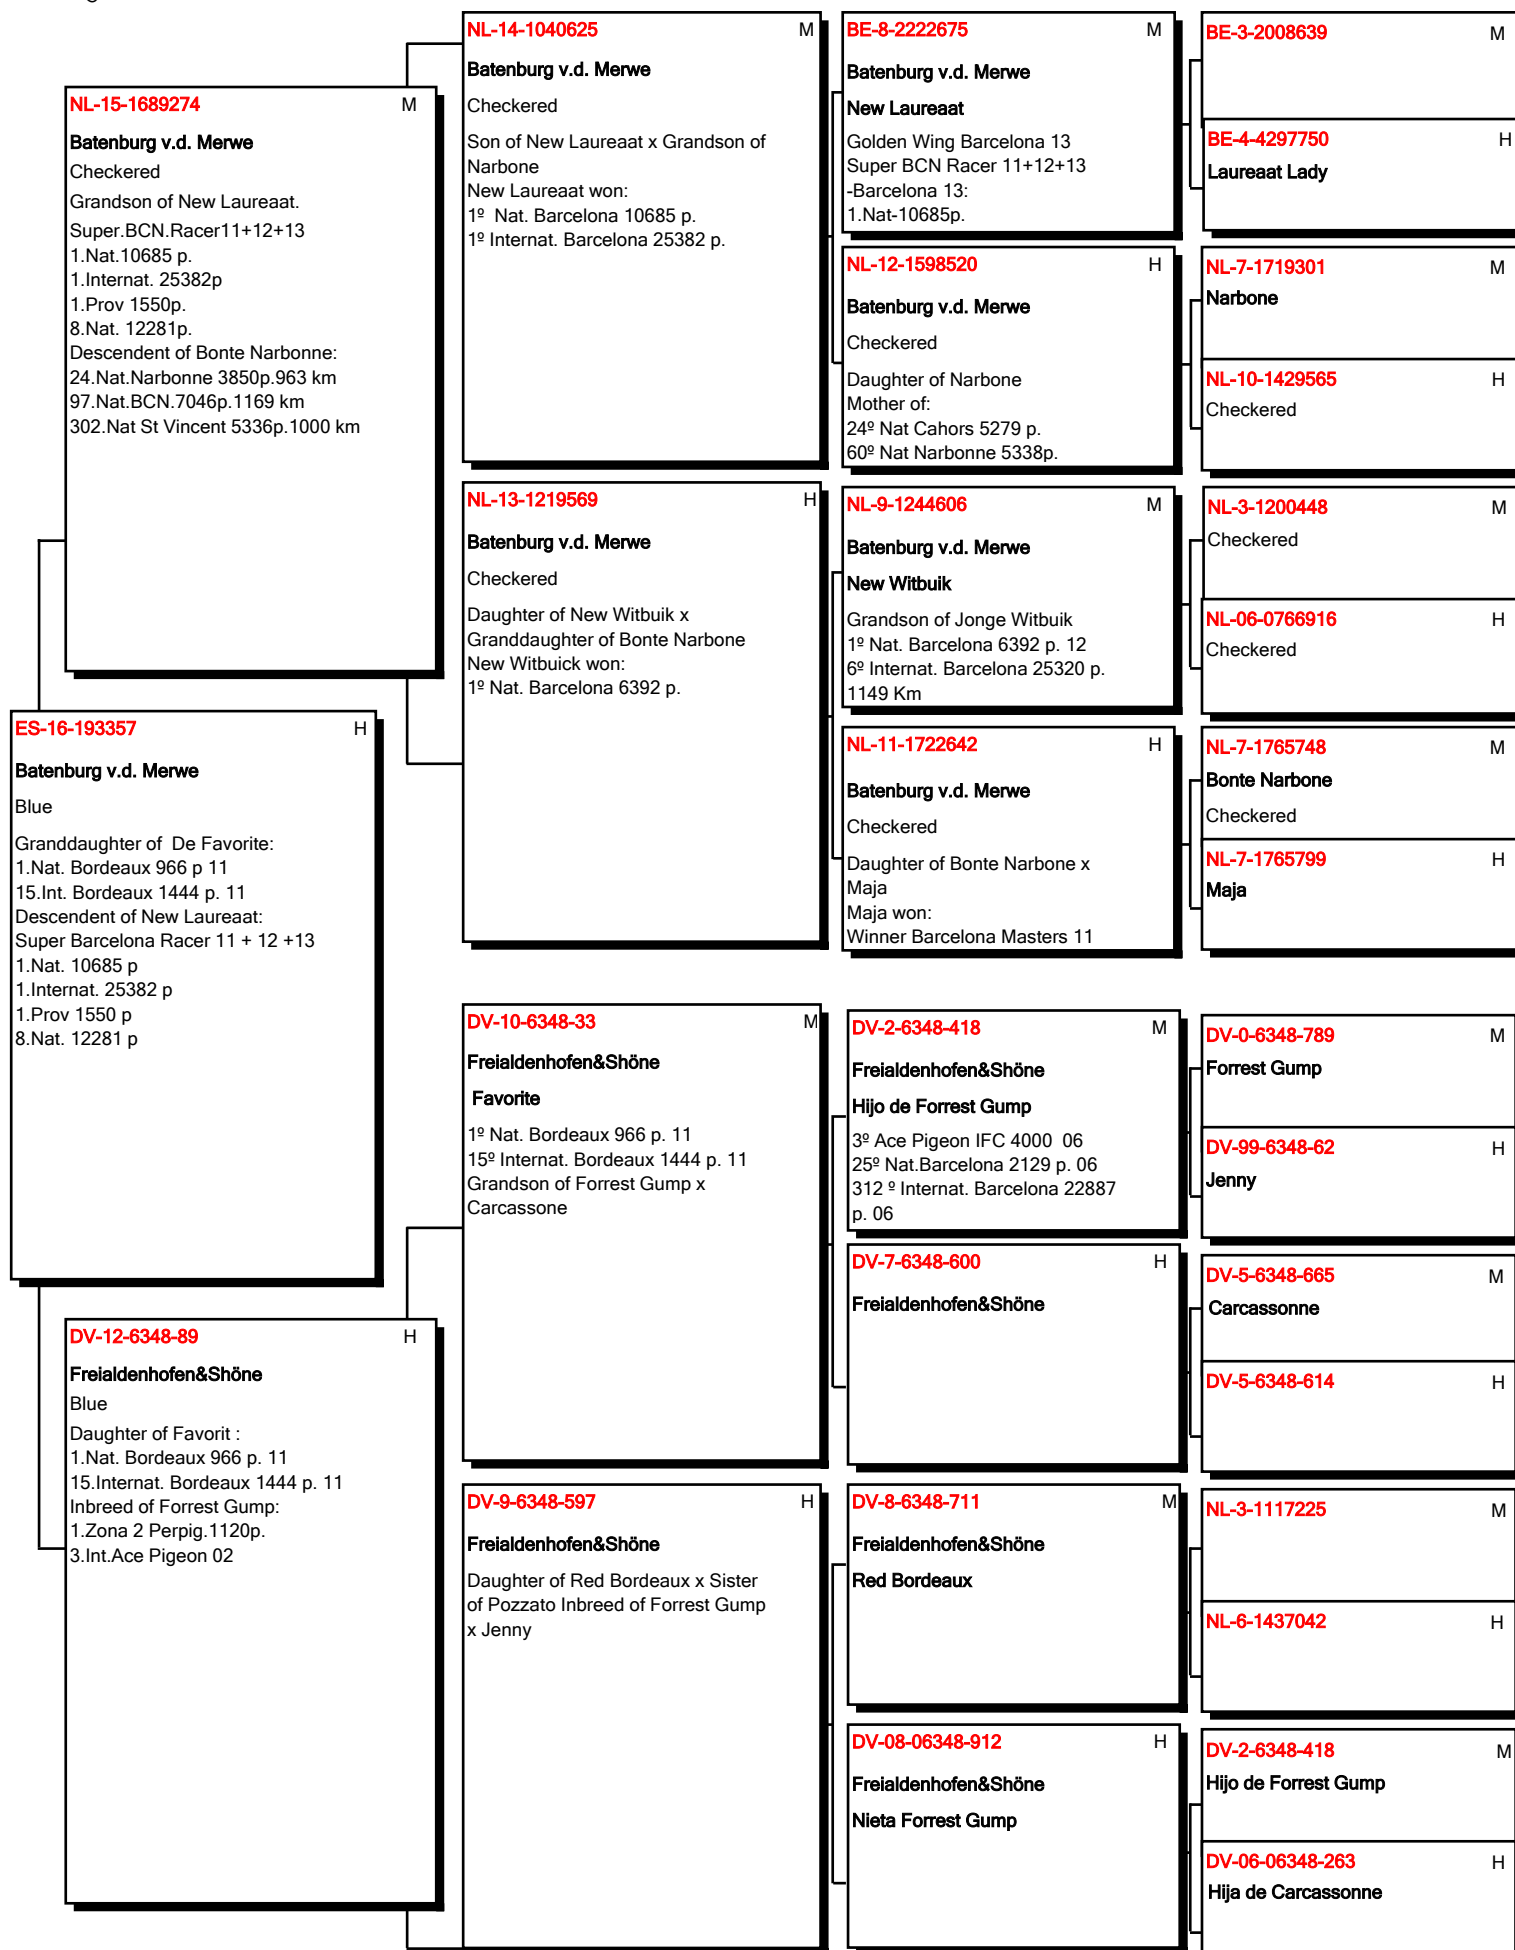 NL-15-1689274 M
Batenburg v.d. Merwe
Checkered
Grandson of New Laureaat.
Super.BCN.Racer11+12+13
1.Nat.10685 p.
1.Internat. 25382p
1.Prov 1550p.
8.Nat. 12281p.
Descendent of Bonte Narbonne:
24.Nat.Narbonne 3850p.963 km
97.Nat.BCN.7046p.1169 km
302.Nat St Vincent 5336p.1000 km
ES-16-193357 H
Batenburg v.d. Merwe
Blue
Granddaughter of De Favorite:
1.Nat. Bordeaux 966 p 11
15.Int. Bordeaux 1444 p. 11
Descendent of New Laureaat:
Super Barcelona Racer 11 + 12 +13
1.Nat. 10685 p
1.Internat. 25382 p
1.Prov 1550 p
8.Nat. 12281 p
DV-12-6348-89 H
Freialdenhofen&Shöne
Blue
Daughter of Favorit :
1.Nat. Bordeaux 966 p. 11
15.Internat. Bordeaux 1444 p. 11
Inbreed of Forrest Gump:
1.Zona 2 Perpig.1120p.
3.Int.Ace Pigeon 02
NL-14-1040625 M
Batenburg v.d. Merwe
Checkered
Son of New Laureaat x Grandson of
Narbone
New Laureaat won:
1º Nat. Barcelona 10685 p.
1º Internat. Barcelona 25382 p.
NL-13-1219569 H
Batenburg v.d. Merwe
Checkered
Daughter of New Witbuik x
Granddaughter of Bonte Narbone
New Witbuick won:
1º Nat. Barcelona 6392 p.
DV-10-6348-33 M
Freialdenhofen&Shöne
Favorite
1º Nat. Bordeaux 966 p. 11
15º Internat. Bordeaux 1444 p. 11
Grandson of Forrest Gump x
Carcassone
DV-9-6348-597 H
Freialdenhofen&Shöne
Daughter of Red Bordeaux x Sister
of Pozzato Inbreed of Forrest Gump
x Jenny
BE-8-2222675 M
Batenburg v.d. Merwe
New Laureaat
Golden Wing Barcelona 13
Super BCN Racer 11+12+13
-Barcelona 13:
1.Nat-10685p.
NL-12-1598520 H
Batenburg v.d. Merwe
Checkered
Daughter of Narbone
Mother of:
24º Nat Cahors 5279 p.
60º Nat Narbonne 5338p.
NL-9-1244606 M
Batenburg v.d. Merwe
New Witbuik
Grandson of Jonge Witbuik
1º Nat. Barcelona 6392 p. 12
6º Internat. Barcelona 25320 p.
1149 Km
NL-11-1722642 H
Batenburg v.d. Merwe
Checkered
Daughter of Bonte Narbone x
Maja
Maja won:
Winner Barcelona Masters 11
DV-2-6348-418 M
Freialdenhofen&Shöne
Hijo de Forrest Gump
3º Ace Pigeon IFC 4000 06
25º Nat.Barcelona 2129 p. 06
312 º Internat. Barcelona 22887
p. 06
DV-7-6348-600 H
Freialdenhofen&Shöne
DV-8-6348-711 M
Freialdenhofen&Shöne
Red Bordeaux
DV-08-06348-912 H
Freialdenhofen&Shöne
Nieta Forrest Gump
BE-3-2008639 M
BE-4-4297750 H
Laureaat Lady
NL-7-1719301 M
Narbone
NL-10-1429565 H
Checkered
NL-3-1200448 M
Checkered
NL-06-0766916 H
Checkered
NL-7-1765748 M
Bonte Narbone
Checkered
NL-7-1765799 H
Maja
DV-0-6348-789 M
Forrest Gump
DV-99-6348-62 H
Jenny
DV-5-6348-665 M
Carcassonne
DV-5-6348-614 H
NL-3-1117225 M
NL-6-1437042 H
DV-2-6348-418 M
Hijo de Forrest Gump
DV-06-06348-263 H
Hija de Carcassonne